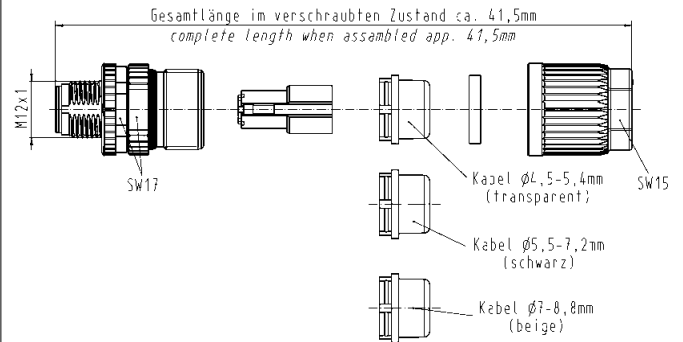 Gesamtlänge im verschraubten Zustand ca. 41,5mm
complete length when assambled app. 41,5mm
M12x1
SW17
Kabel Ø4,5-5,4mm
(transparent)
SW15
Kabel Ø5,5-7,2mm
(schwarz)
Kabel Ø7-8,8mm
(beige)